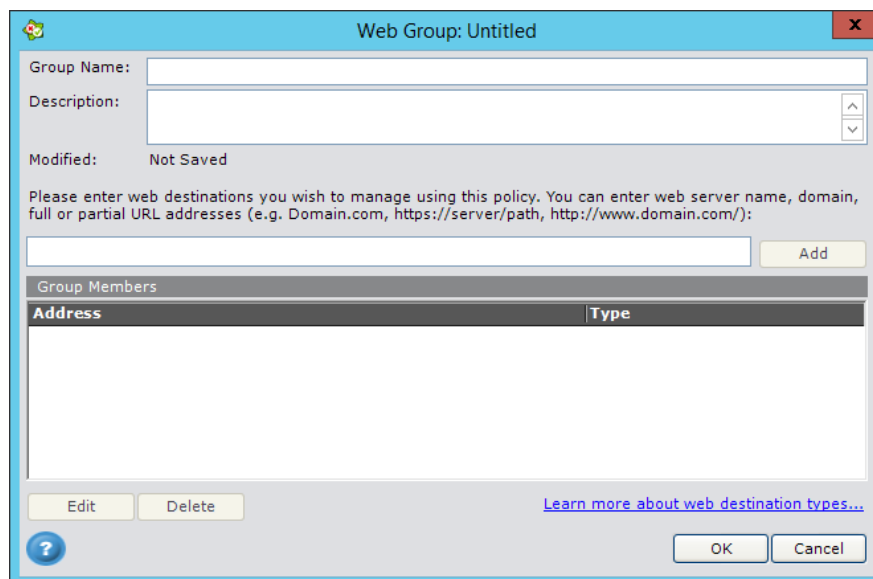 Web Group: Untitled
x
Group Name:
Description:
Modified: Not Saved
Please enter web destinations you wish to manage using this policy. You can enter web server name, domain,
full or partial URL addresses (e.g. Domain.com, https://server/path, http://www.domain.com/):
Add
Group Members
Address Type
Edit Delete Learn more about web destination types...
? OK Cancel